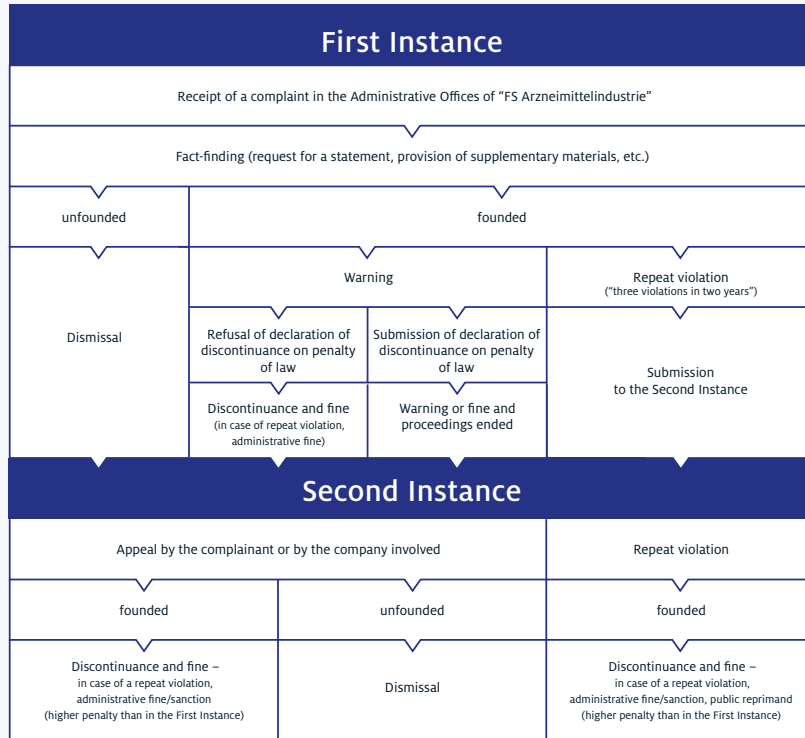 First Instance
Receipt of a complaint in the Administrative Offices of “FS Arzneimittelindustrie”
Fact-finding (request for a statement, provision of supplementary materials, etc.)
unfounded
founded
Dismissal
Warning
Repeat violation
(“three violations in two years”)
Refusal of declaration of
discontinuance on penalty
of law
Submission of declaration of
discontinuance on penalty
of law
Submission
to the Second Instance
Discontinuance and fine
(in case of repeat violation,
administrative fine)
Warning or fine and
proceedings ended
Second Instance
Appeal by the complainant or by the company involved
Repeat violation
founded
unfounded
founded
Discontinuance and fine –
in case of a repeat violation,
administrative fine/sanction
(higher penalty than in the First Instance)
Dismissal
Discontinuance and fine –
in case of a repeat violation,
administrative fine/sanction, public reprimand
(higher penalty than in the First Instance)